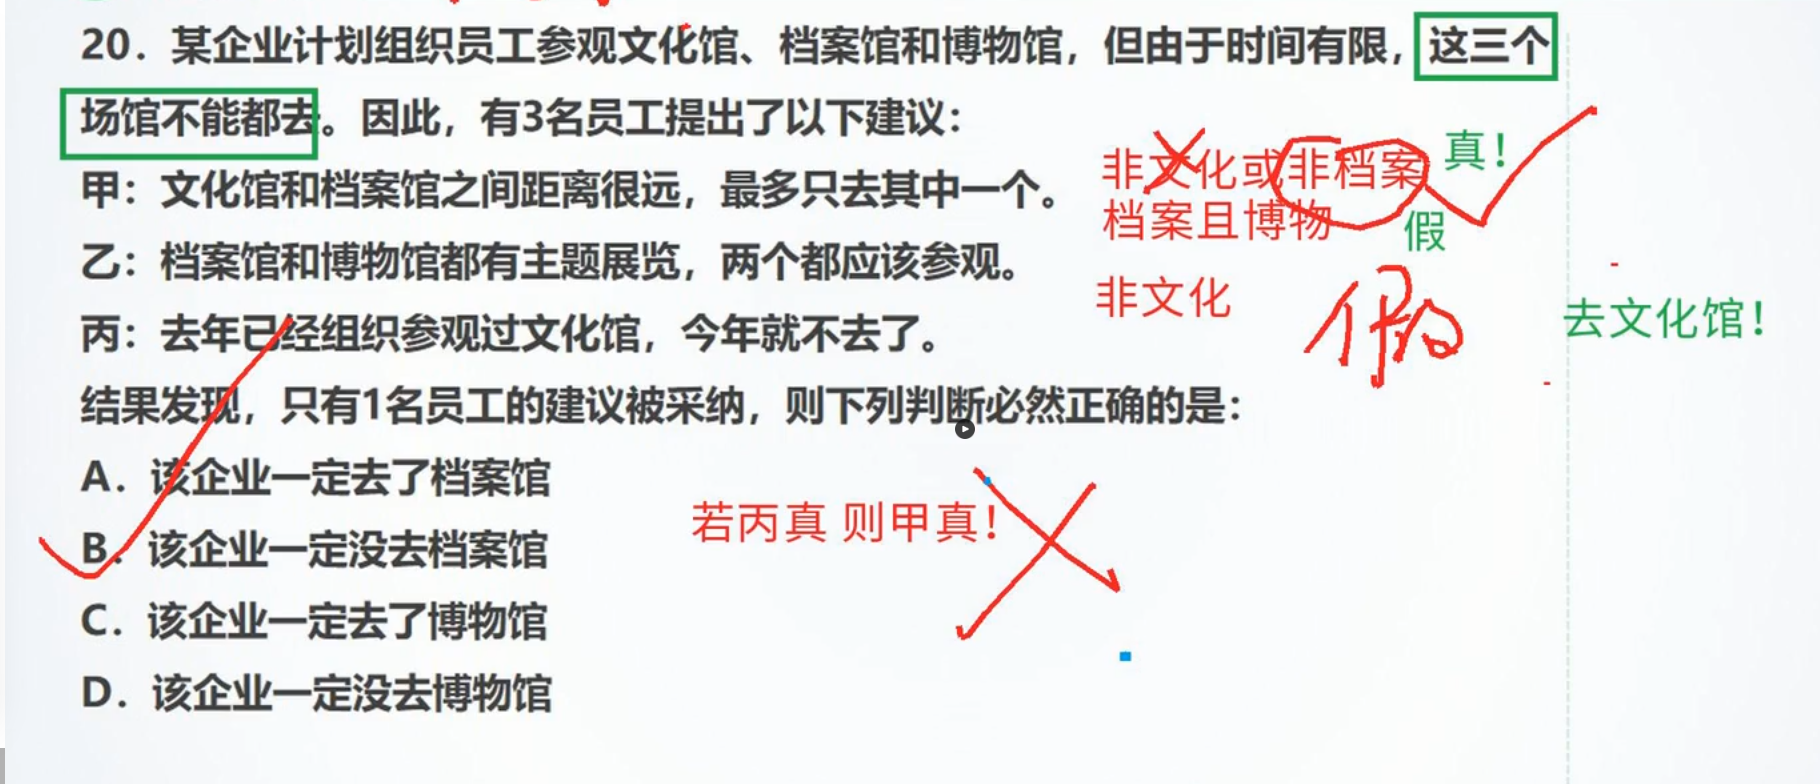 20. 某企业计划组织员工参观文化馆、档案馆和博物馆，但由于时间有限，这三个
场馆不能都去。因此，有3名员工提出了以下建议：
甲：文化馆和档案馆之间距离很远，最多只去其中一个。
非文化或非档案
真！
乙：档案馆和博物馆都有主题展览，两个都应该参观。
档案且博物
假
丙：去年已经组织参观过文化馆，今年就不去了。
非文化
假
去文化馆！
结果发现，只有1名员工的建议被采纳，则下列判断必然正确的是：
A. 该企业一定去了档案馆
若丙真 则甲真！
B. 该企业一定没去档案馆
C. 该企业一定去了博物馆
D. 该企业一定没去博物馆